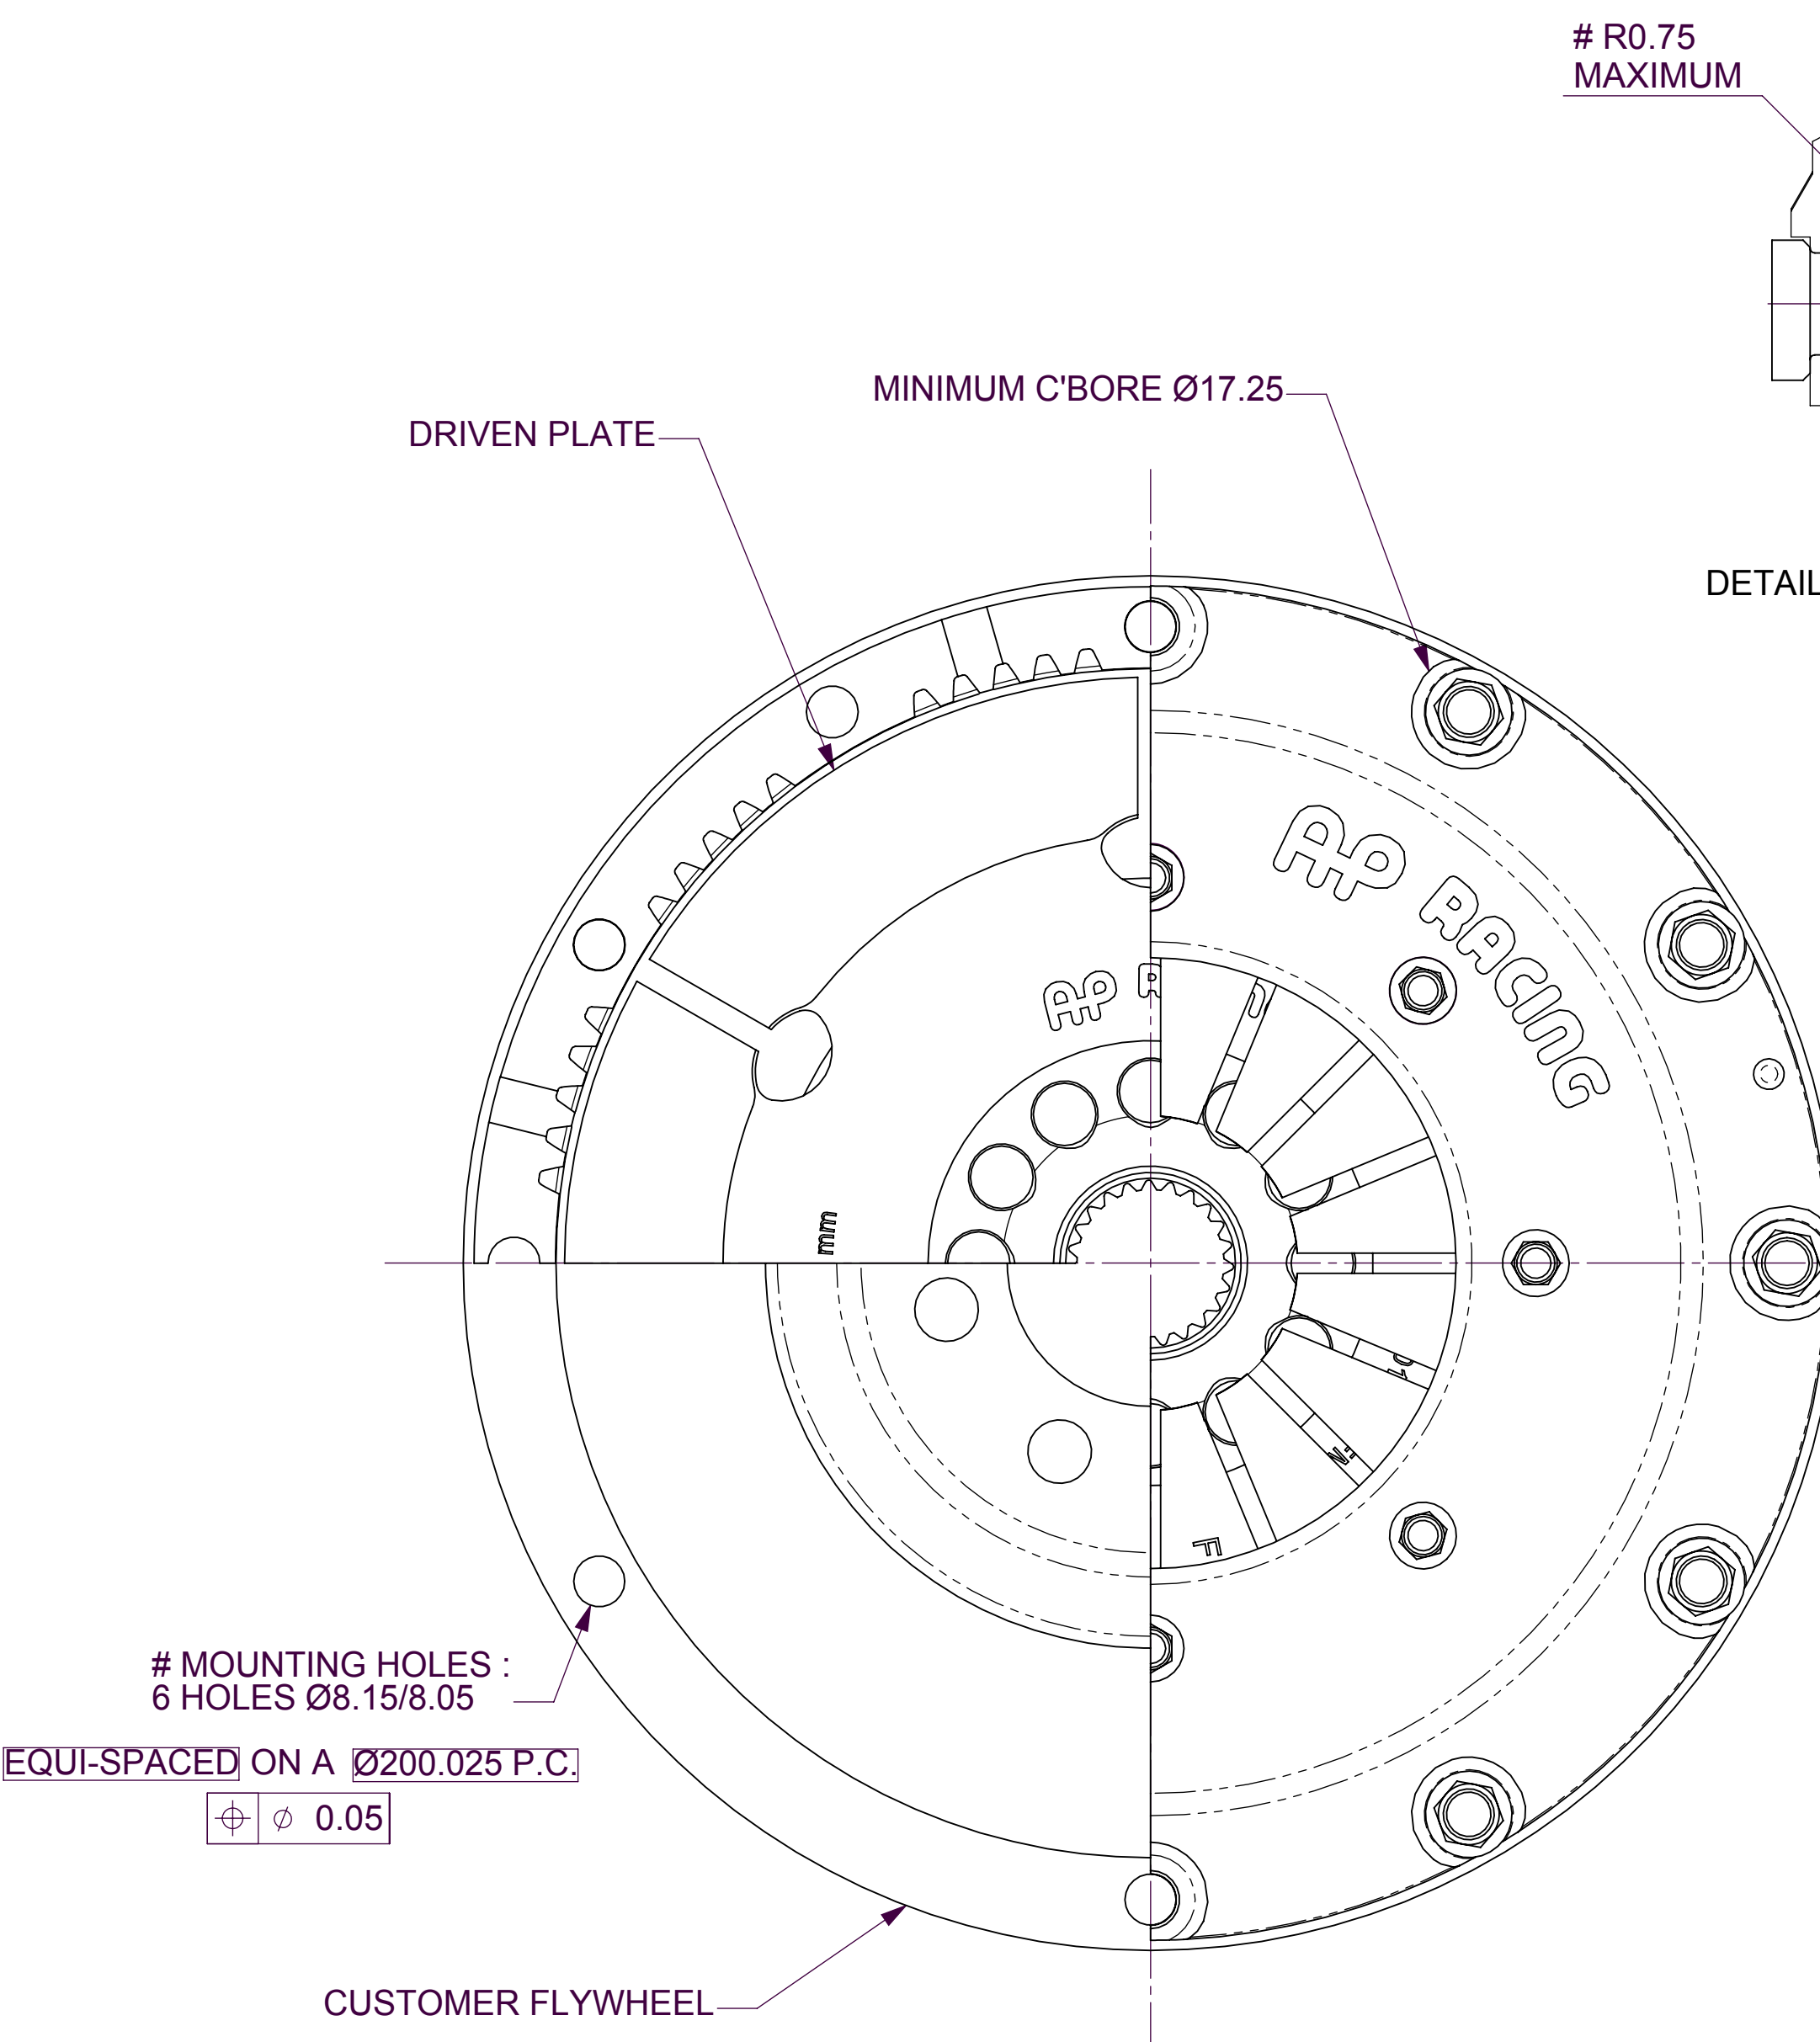 # R0.75
MAXIMUM
MINIMUM C'BORE Ø17.25
DRIVEN PLATE
DETAIL
AP RACING
AP R
mm
D1
F
# MOUNTING HOLES :
6 HOLES Ø8.15/8.05
EQUI-SPACED ON A Ø200.025 P.C.
⌖ ⌀ 0.05
CUSTOMER FLYWHEEL